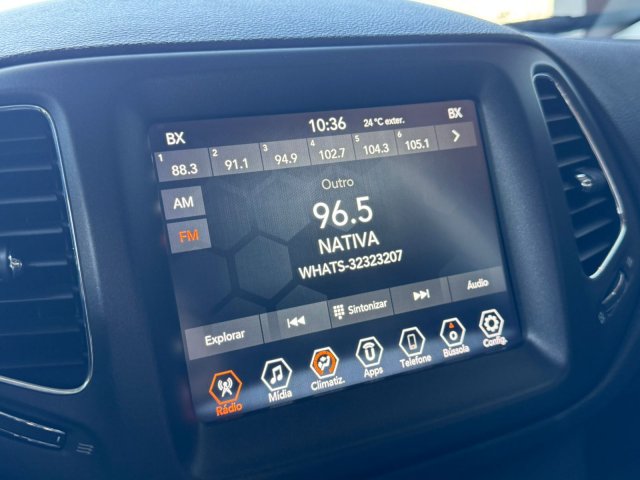 BX 10:36 24 °C exter. BX
1 88.3 2 91.1 3 94.9 4 102.7 5 104.3 6 105.1
AM
Outro
96.5
FM
NATIVA
WHATS-32323207
Explorar Sintonizar Áudio
Rádio Mídia Climatiz. Apps Telefone Bússola Config.